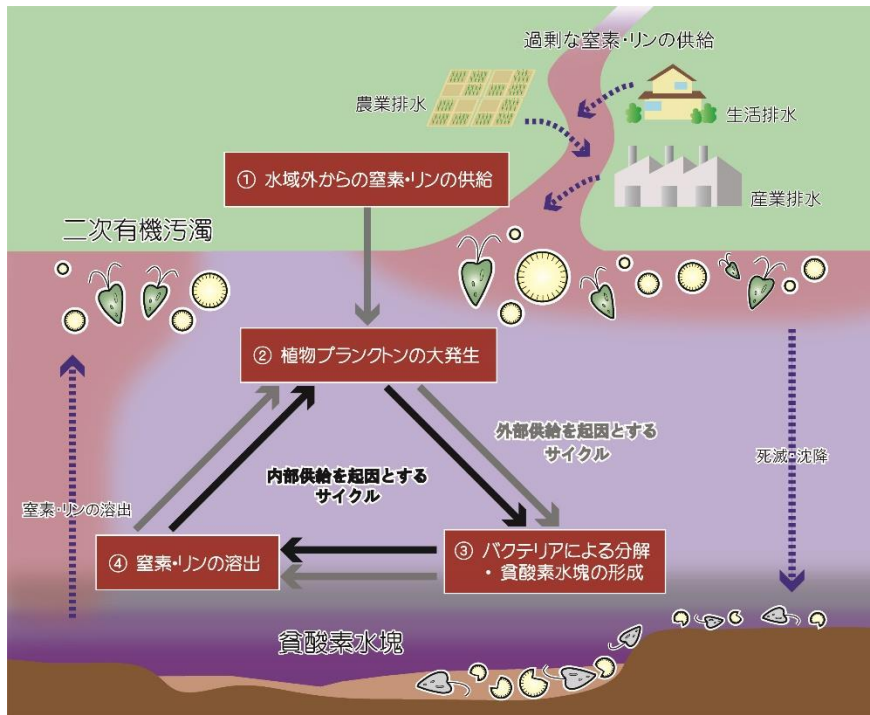 過剰な窒素・リンの供給
農業排水
生活排水
① 水域外からの窒素・リンの供給
産業排水
二次有機汚濁
② 植物プランクトンの大発生
外部供給を起因とする
サイクル
死滅・沈降
内部供給を起因とする
サイクル
窒素・リンの溶出
④ 窒素・リンの溶出
③ バクテリアによる分解
・貧酸素水塊の形成
貧酸素水塊